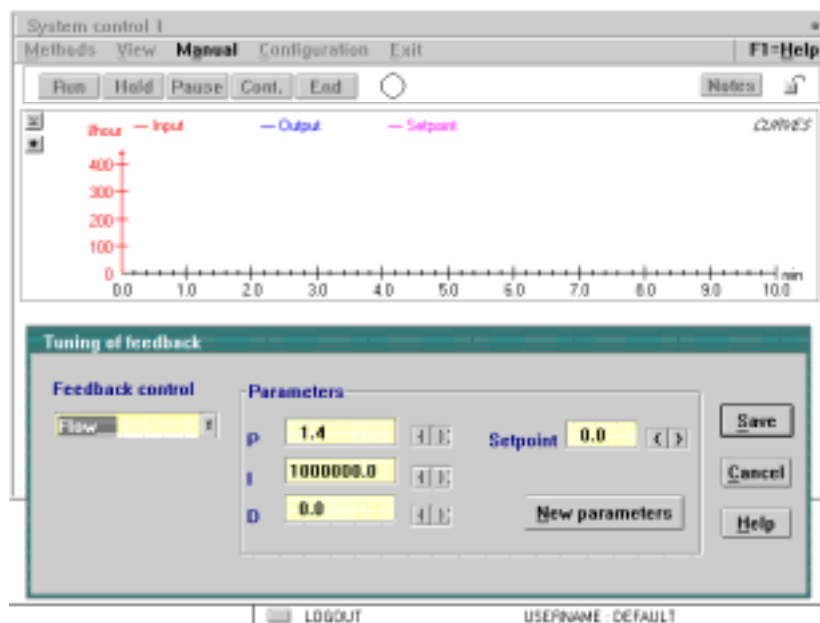 System control 1
Methods View Manual Configuration Exit F1=Help
Run Hold Pause Cont. End Notes
l/hour Input Output Setpoint CURVES
400
300
200
100
0
min
0.0 1.0 2.0 3.0 4.0 5.0 6.0 7.0 8.0 9.0 10.0
Tuning of feedback
Feedback control Parameters
Flow
P 1.4 Setpoint 0.0 Save
I 1000000.0 Cancel
D 0.0 New parameters Help
LOGOUT USERNAME : DEFAULT